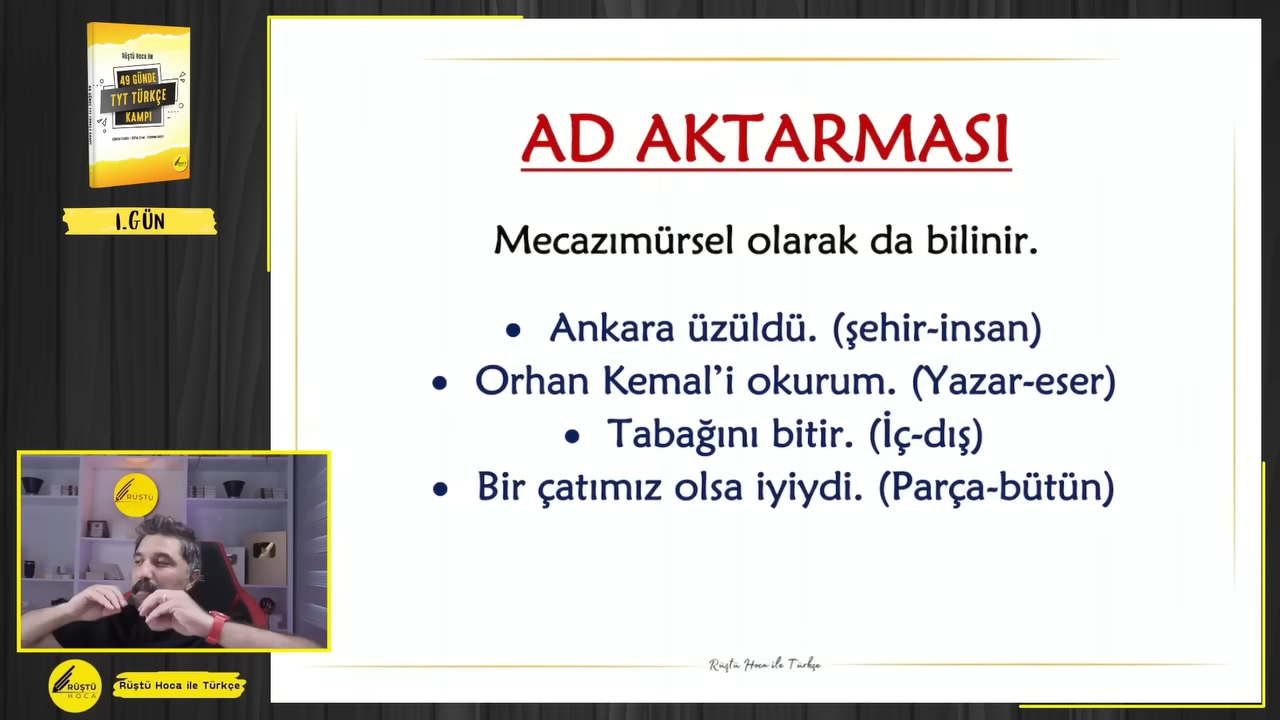 Rüştü Hoca ile
49 GÜNDE
TYT TÜRKÇE
KAMPI
1.GÜN
AD AKTARMASI
Mecazımürsel olarak da bilinir.
• Ankara üzüldü. (şehir-insan)
• Orhan Kemal'i okurum. (Yazar-eser)
• Tabağını bitir. (İç-dış)
• Bir çatımız olsa iyiydi. (Parça-bütün)
RÜŞTÜ
Rüştü Hoca ile Türkçe
RÜŞTÜ
HOCA
Rüştü Hoca ile Türkçe